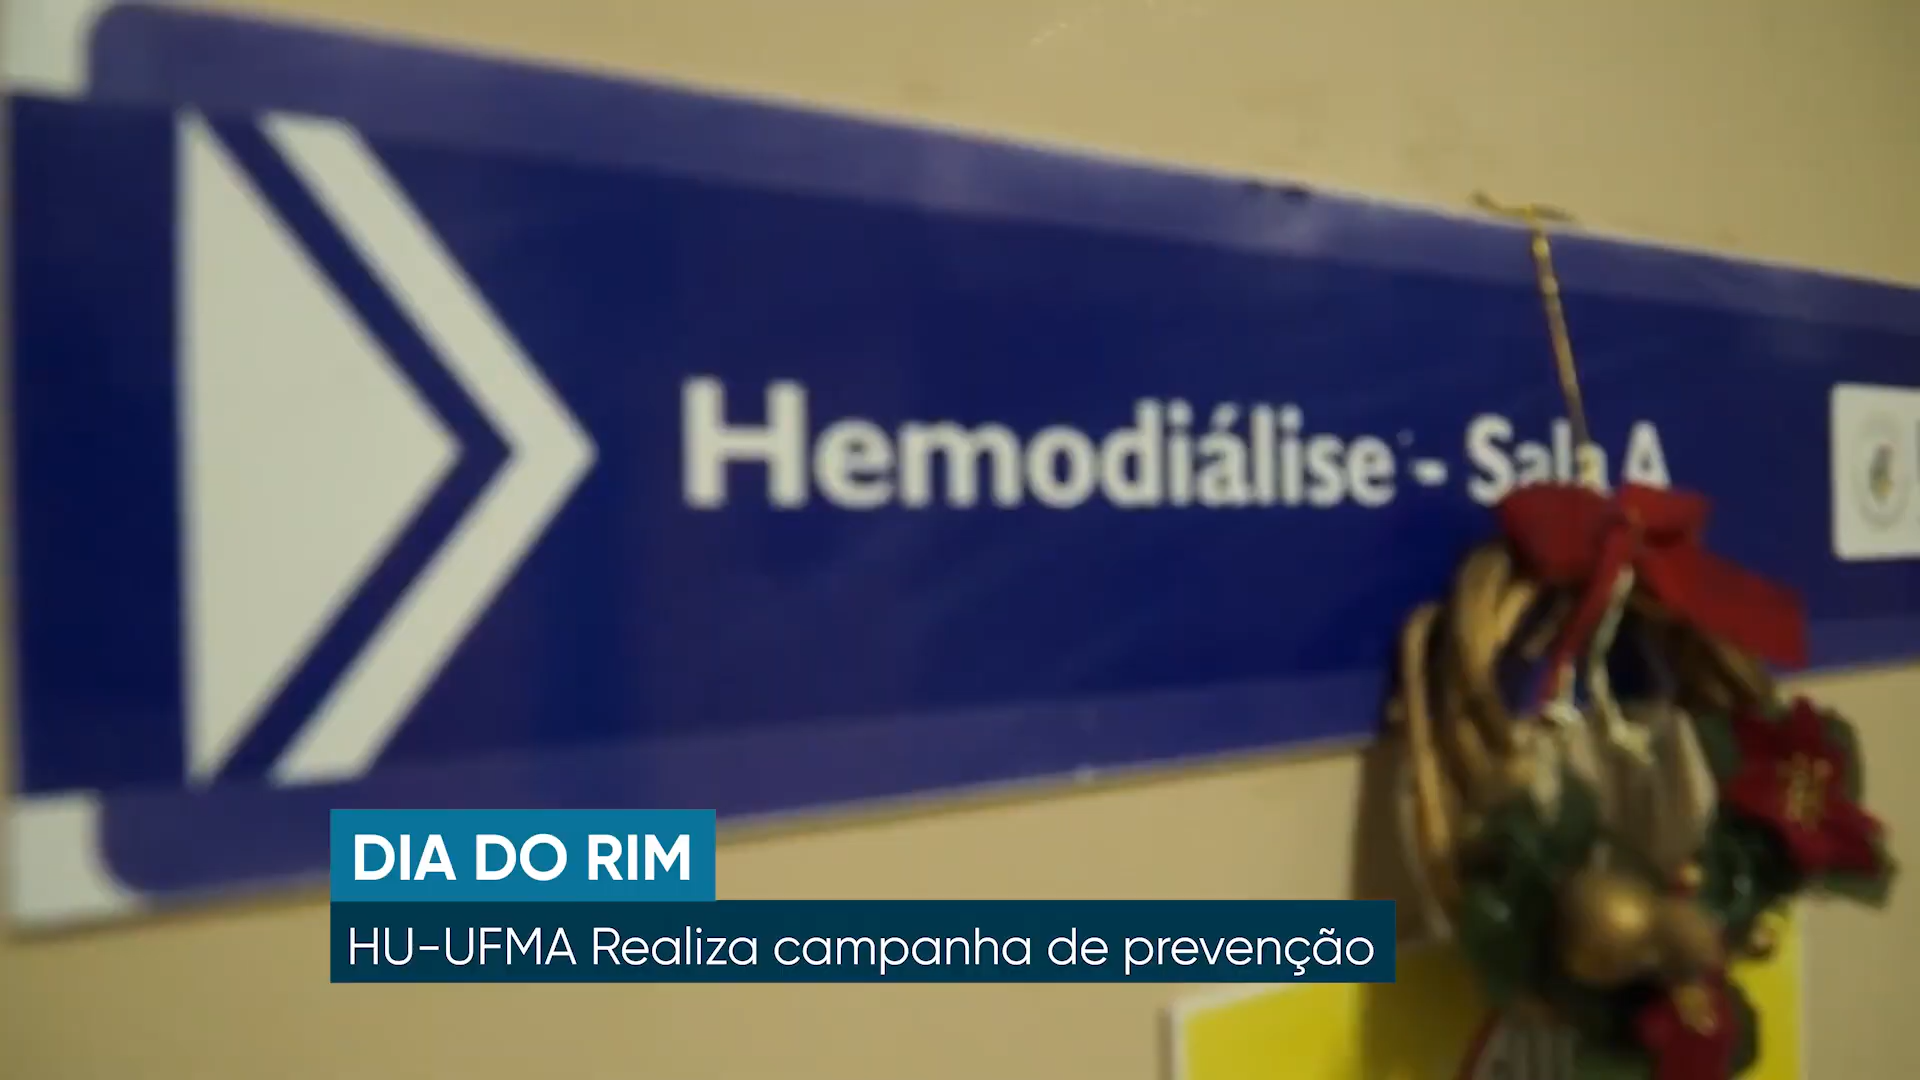 Hemodiálise - Sala A
DIA DO RIM
HU-UFMA Realiza campanha de prevenção